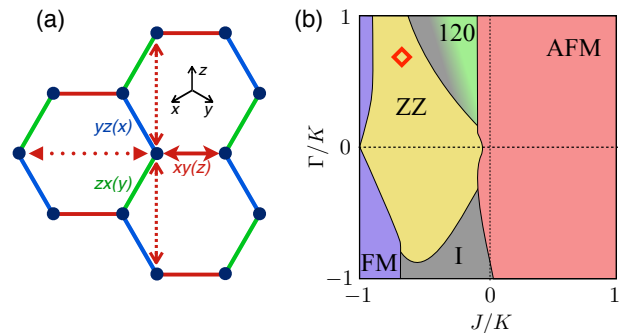 (a)
z
x
y
yz(x)
xy(z)
zx(y)
(b)
1
120
AFM
ZZ
Γ/K
0
FM
I
−1
−1
0
1
J/K